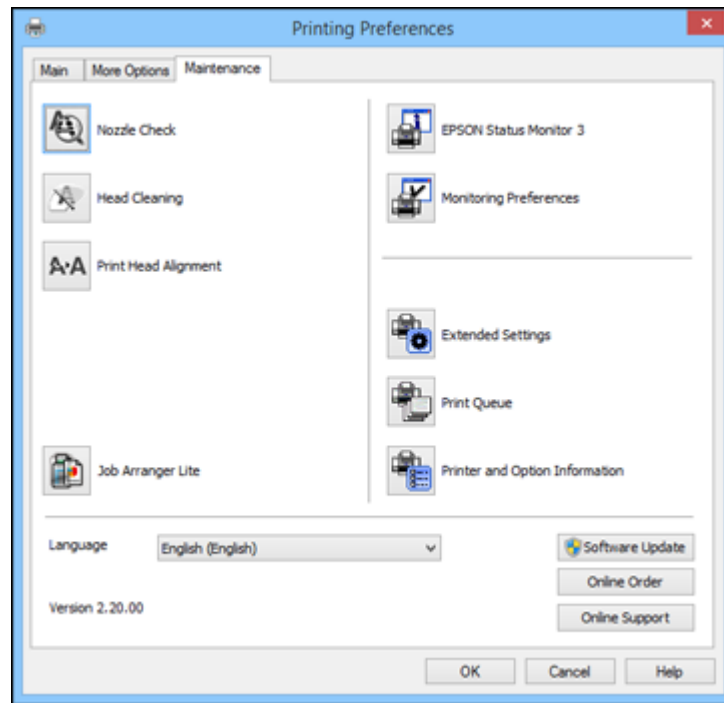 Printing Preferences
Main
More Options
Maintenance
Nozzle Check
EPSON Status Monitor 3
Head Cleaning
Monitoring Preferences
A·A Print Head Alignment
Extended Settings
Print Queue
Job Arranger Lite
Printer and Option Information
Language
English (English)
Software Update
Online Order
Version 2.20.00
Online Support
OK
Cancel
Help